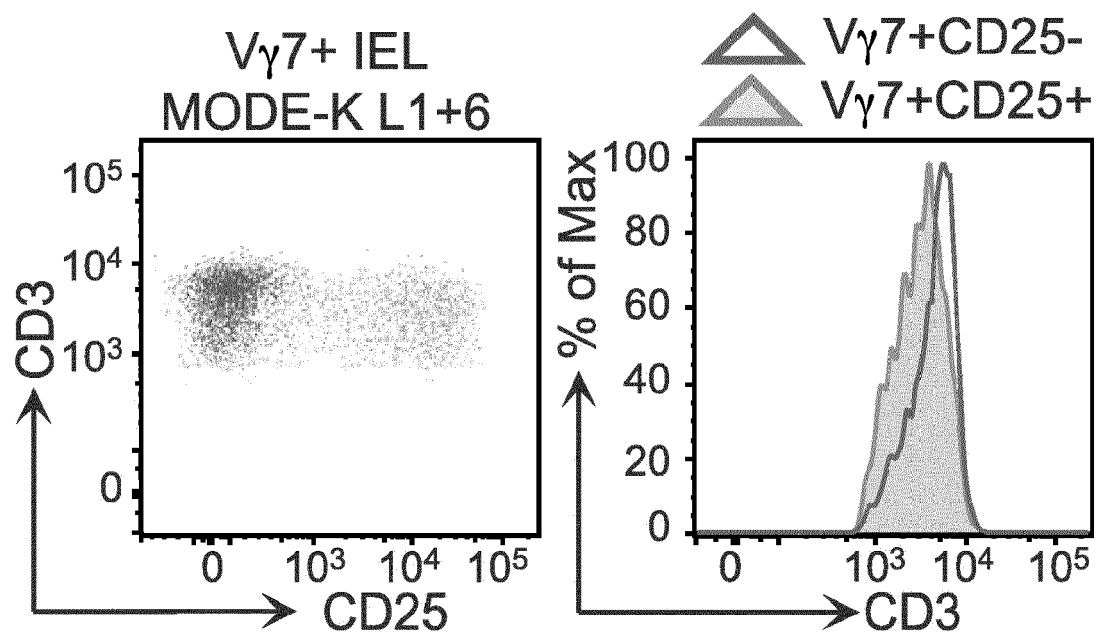 Vγ7+ IEL
MODE-K L1+6
CD3
10⁵
10⁴
10³
0
0 10³ 10⁴ 10⁵
CD25
Vγ7+CD25-
Vγ7+CD25+
% of Max
100
80
60
40
20
0
0 10³ 10⁴ 10⁵
CD3